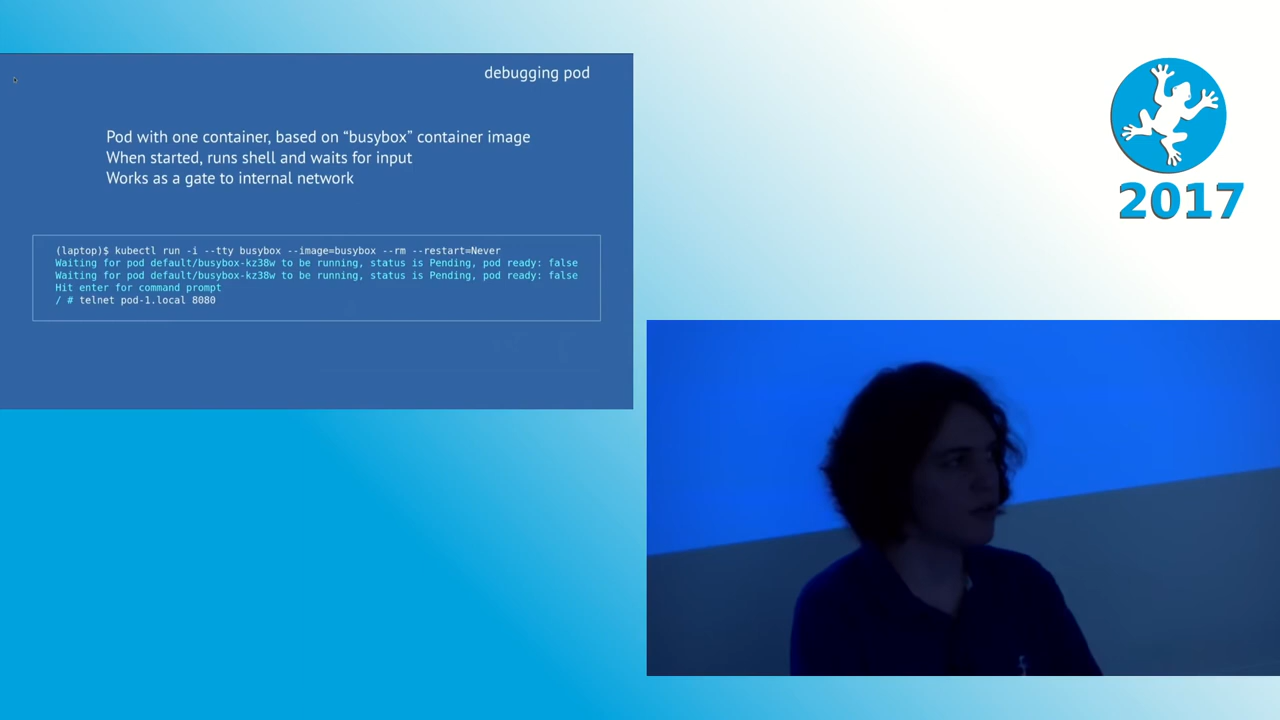 debugging pod
Pod with one container, based on “busybox” container image
When started, runs shell and waits for input
Works as a gate to internal network
(laptop)$ kubectl run -i --tty busybox --image=busybox --rm --restart=Never
Waiting for pod default/busybox-kz38w to be running, status is Pending, pod ready: false
Waiting for pod default/busybox-kz38w to be running, status is Pending, pod ready: false
Hit enter for command prompt
/ # telnet pod-1.local 8080
2017